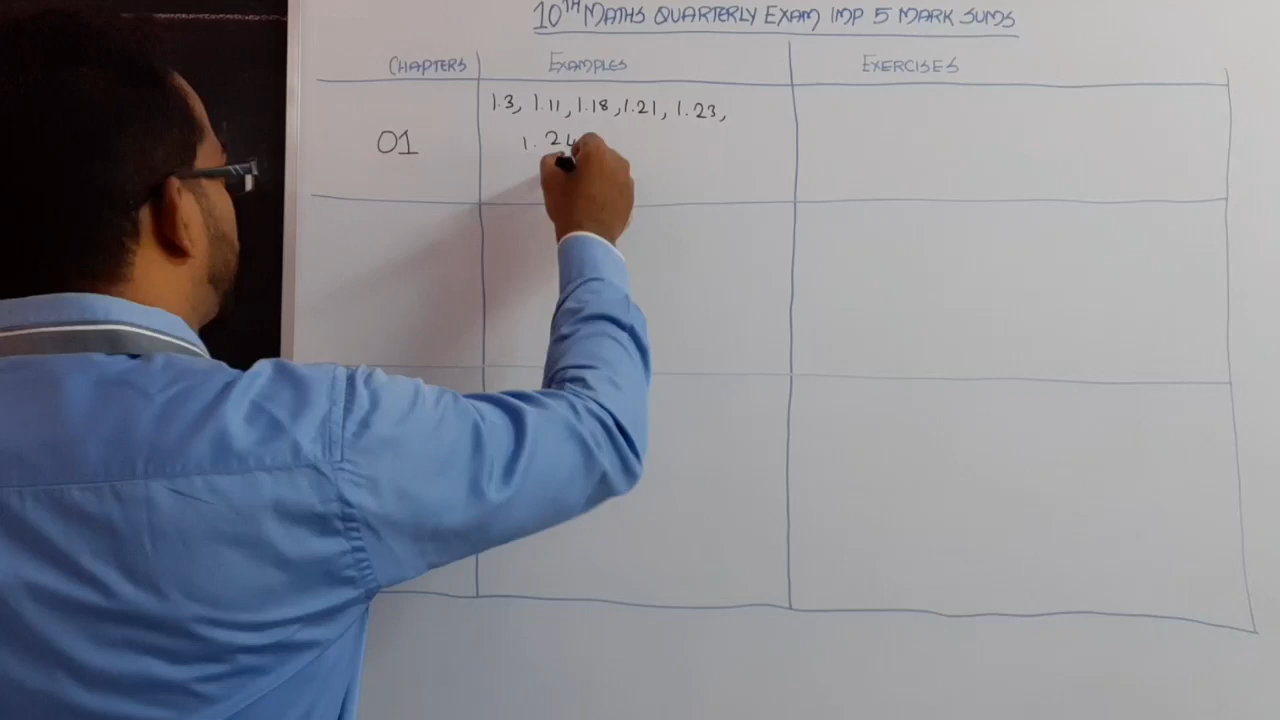 10TH MATHS QUARTERLY EXAM IMP 5 MARK SUMS
CHAPTERS EXAMPLES EXERCISES
1.3, 1.11, 1.18, 1.21, 1.23,
01 1.24